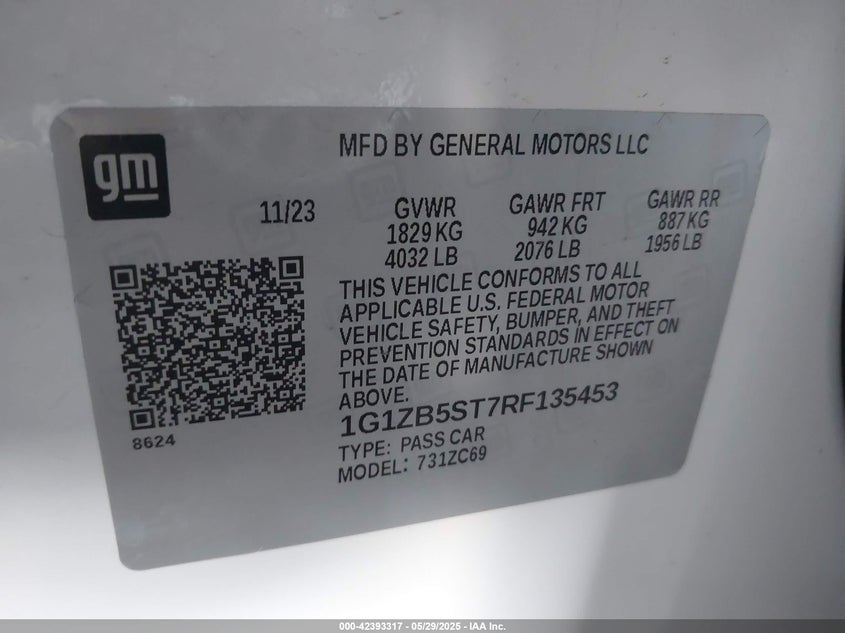 gm
MFD BY GENERAL MOTORS LLC
11/23
GVWR
1829 KG
4032 LB
GAWR FRT
942 KG
2076 LB
GAWR RR
887 KG
1956 LB
THIS VEHICLE CONFORMS TO ALL
APPLICABLE U.S. FEDERAL MOTOR
VEHICLE SAFETY, BUMPER, AND THEFT
PREVENTION STANDARDS IN EFFECT ON
THE DATE OF MANUFACTURE SHOWN
ABOVE.
1G1ZB5ST7RF135453
TYPE: PASS CAR
MODEL: 731ZC69
8624
000-42393317 - 05/29/2025 - IAA Inc.